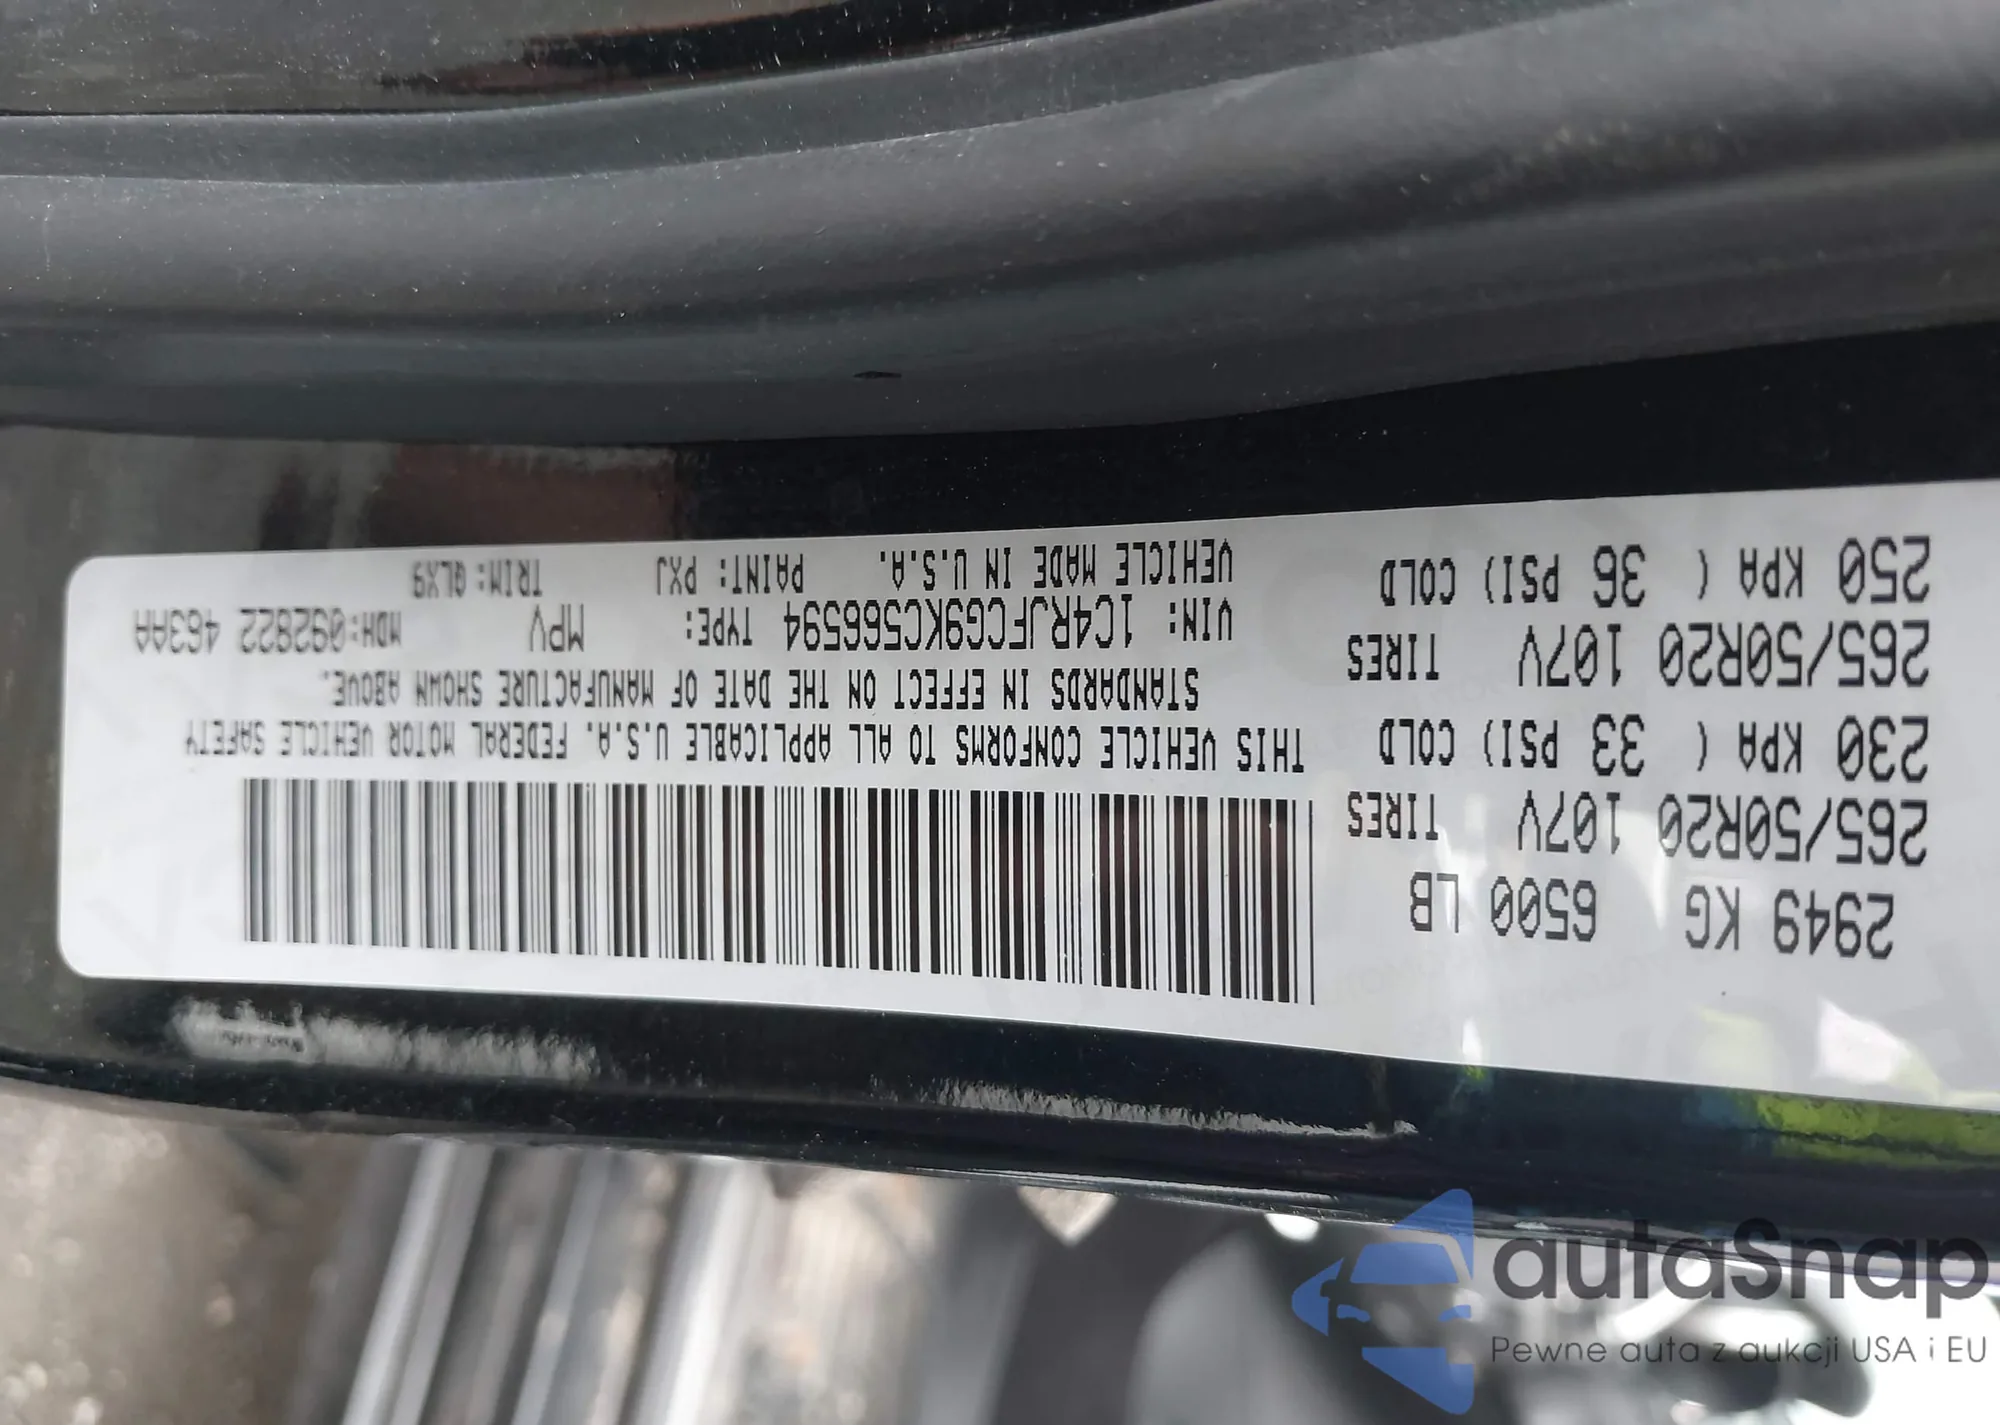 2949 KG 6500 LB
265/50R20 107V TIRES
230 KPA ( 33 PSI) COLD
265/50R20 107V TIRES
250 KPA ( 36 PSI) COLD
THIS VEHICLE CONFORMS TO ALL APPLICABLE U.S.A. FEDERAL MOTOR VEHICLE SAFETY
STANDARDS IN EFFECT ON THE DATE OF MANUFACTURE SHOWN ABOVE.
VIN: 1C4RJFCG9KC566594 TYPE: MPV MDH:092822 463AA
VEHICLE MADE IN U.S.A. PAINT: PXJ TRIM: QLX9
autaSnap
Pewne auta z aukcji USA i EU